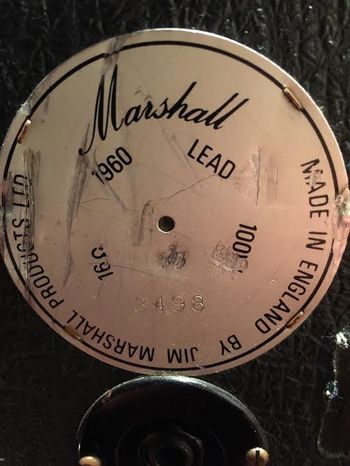 Marshall
1960 LEAD
16Ω 100W
3498
MADE IN ENGLAND BY JIM MARSHALL PRODUCTS LTD